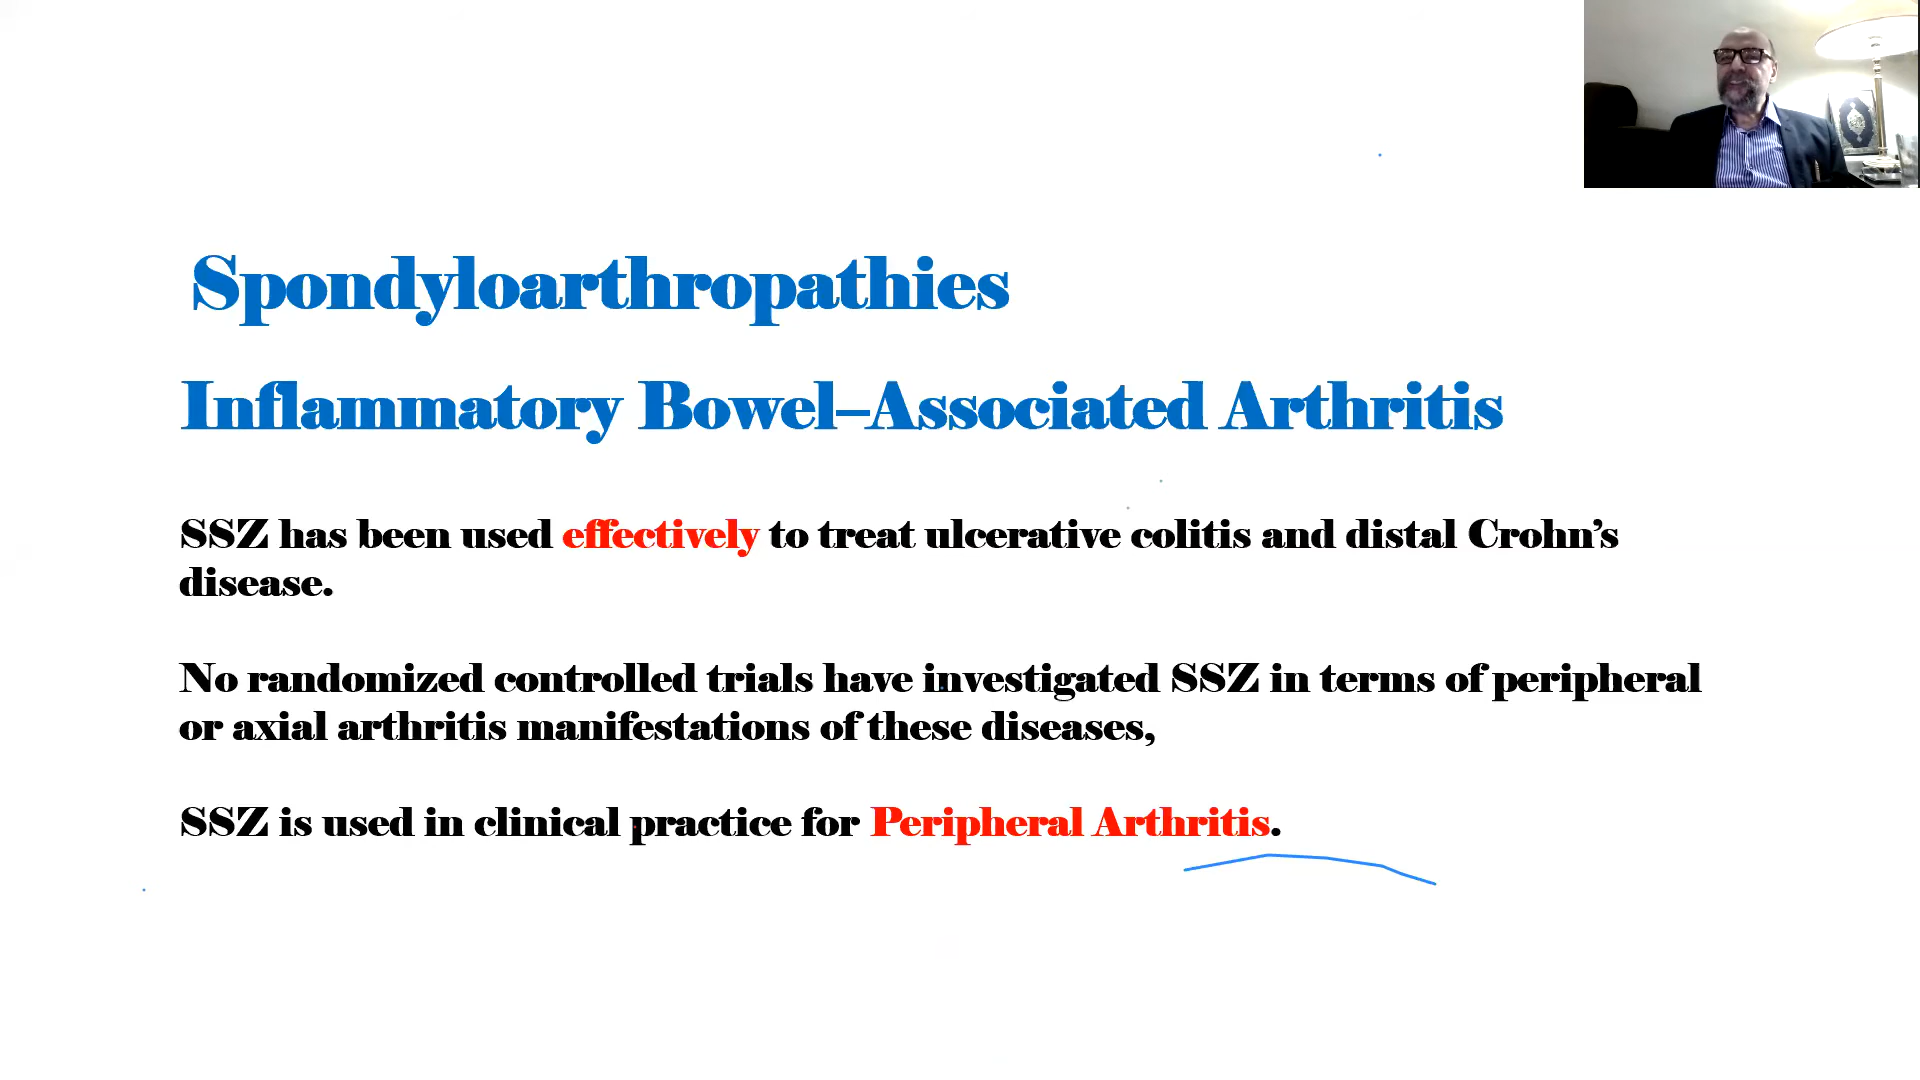 Spondyloarthropathies
Inflammatory Bowel–Associated Arthritis
SSZ has been used effectively to treat ulcerative colitis and distal Crohn’s
disease.
No randomized controlled trials have investigated SSZ in terms of peripheral
or axial arthritis manifestations of these diseases,
SSZ is used in clinical practice for Peripheral Arthritis.